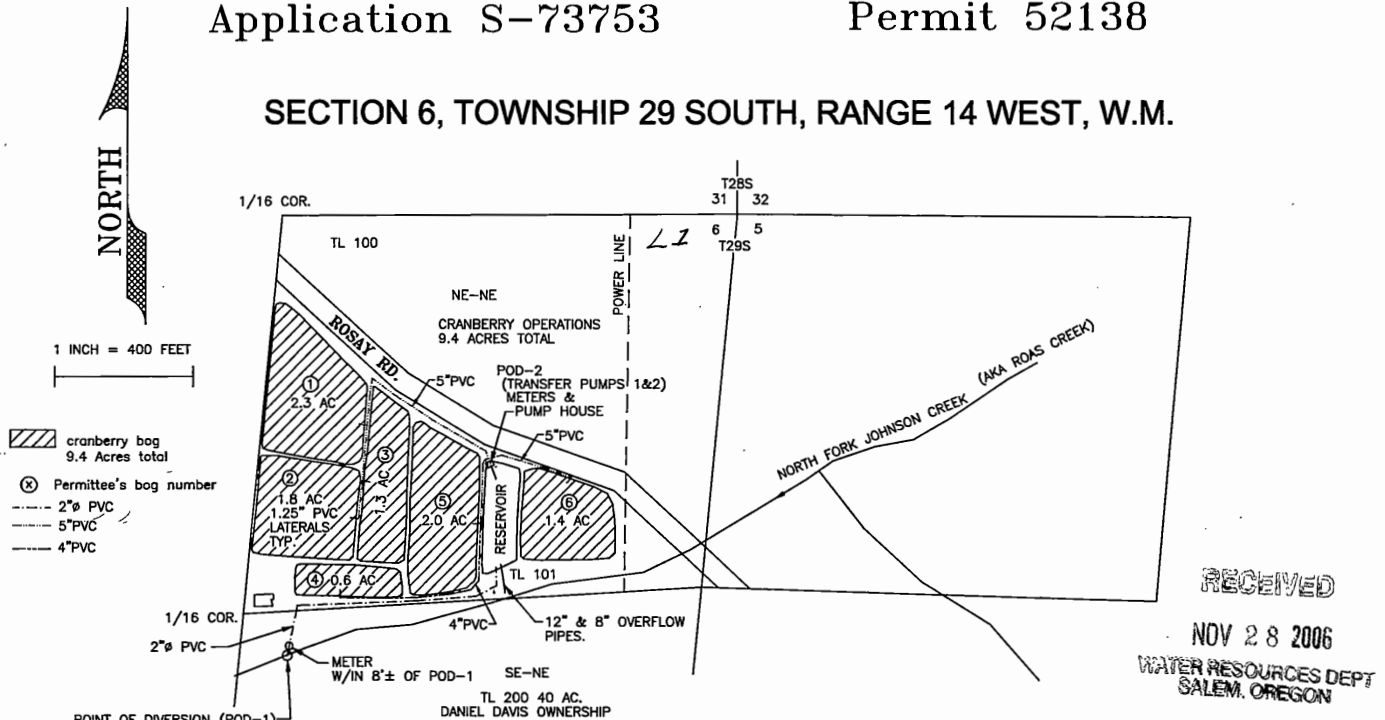 Application S-73753
Permit 52138
SECTION 6, TOWNSHIP 29 SOUTH, RANGE 14 WEST, W.M.
NORTH
1 INCH = 400 FEET
cranberry bog
9.4 Acres total
Ⓧ Permittee's bog number
2"ø PVC
5"PVC
4"PVC
1/16 COR.
TL 100
T28S
31 32
6 5
T29S
L1
POWER LINE
NE-NE
CRANBERRY OPERATIONS
9.4 ACRES TOTAL
ROSAY RD.
5"PVC
POD-2
(TRANSFER PUMPS 1&2)
METERS &
PUMP HOUSE
5"PVC
NORTH FORK JOHNSON CREEK (AKA ROAS CREEK)
①
2.3 AC
②
1.8 AC
1.25" PVC
LATERALS
TYP.
③
1.3 AC
④ 0.6 AC
⑤
2.0 AC
RESERVOIR
⑥
1.4 AC
TL 101
1/16 COR.
2"ø PVC
4"PVC
12" & 8" OVERFLOW
PIPES.
METER
W/IN 8'± OF POD-1
SE-NE
TL 200 40 AC.
DANIEL DAVIS OWNERSHIP
POINT OF DIVERSION (POD-1)
RECEIVED
NOV 28 2006
WATER RESOURCES DEPT
SALEM, OREGON